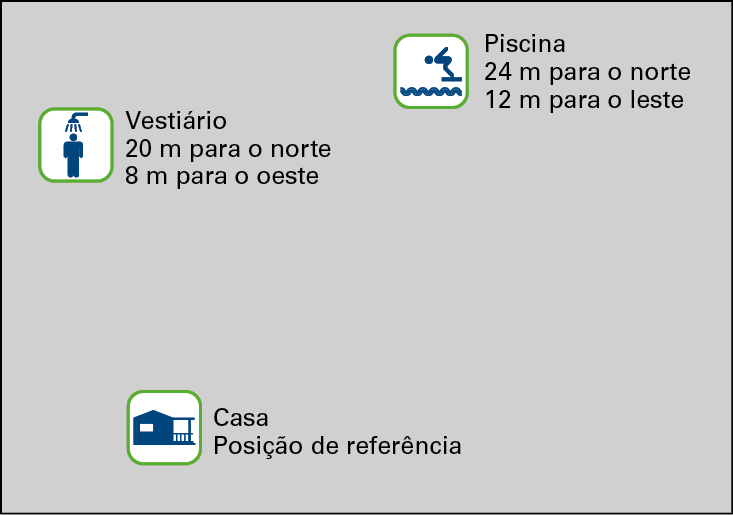 Piscina
24 m para o norte
12 m para o leste
Vestiário
20 m para o norte
8 m para o oeste
Casa
Posição de referência